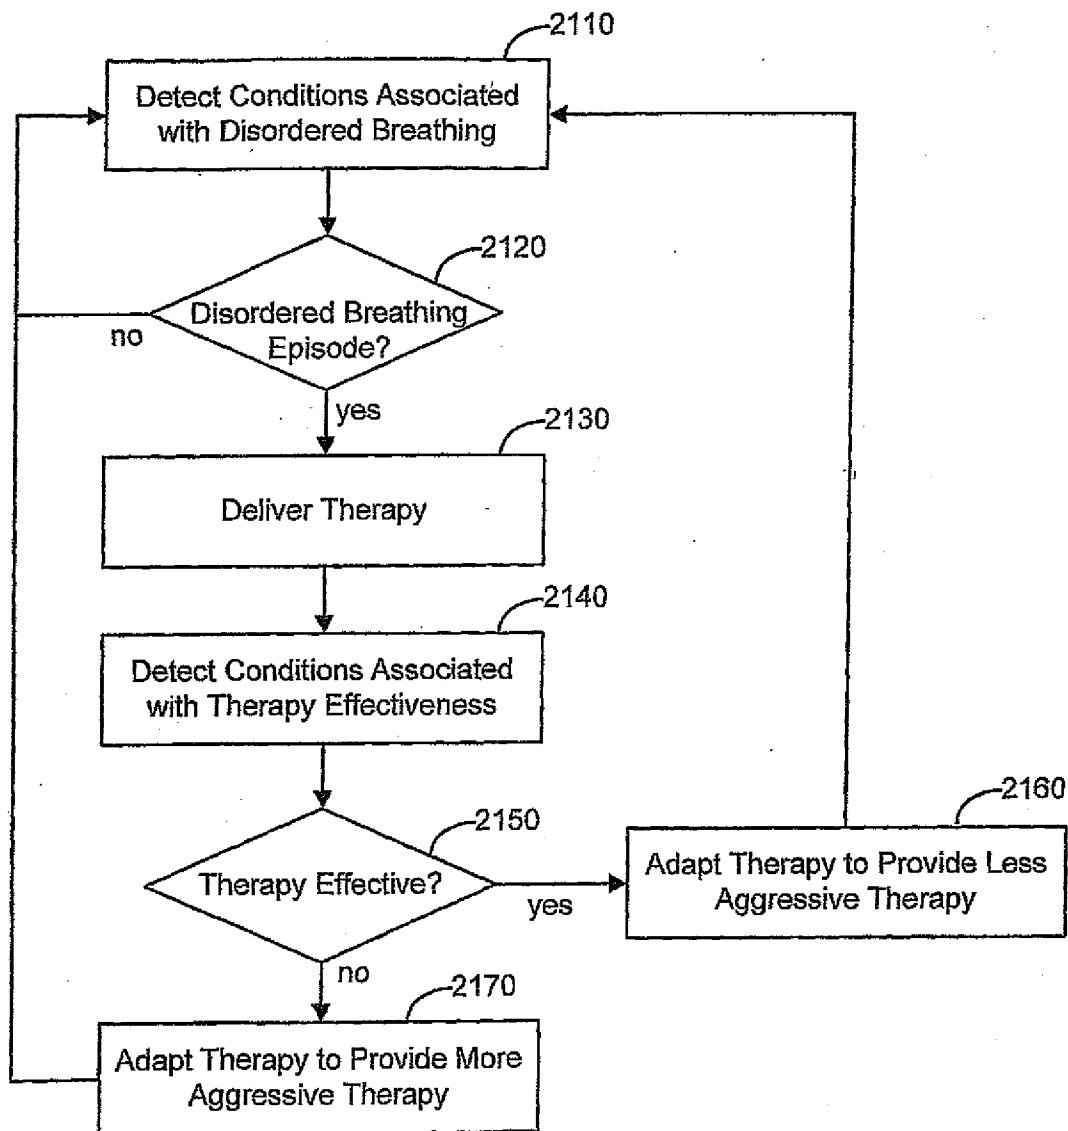 2110
Detect Conditions Associated
with Disordered Breathing
2120
Disordered Breathing
Episode?
no
yes
2130
Deliver Therapy
2140
Detect Conditions Associated
with Therapy Effectiveness
2150
Therapy Effective?
yes
2160
Adapt Therapy to Provide Less
Aggressive Therapy
no
2170
Adapt Therapy to Provide More
Aggressive Therapy